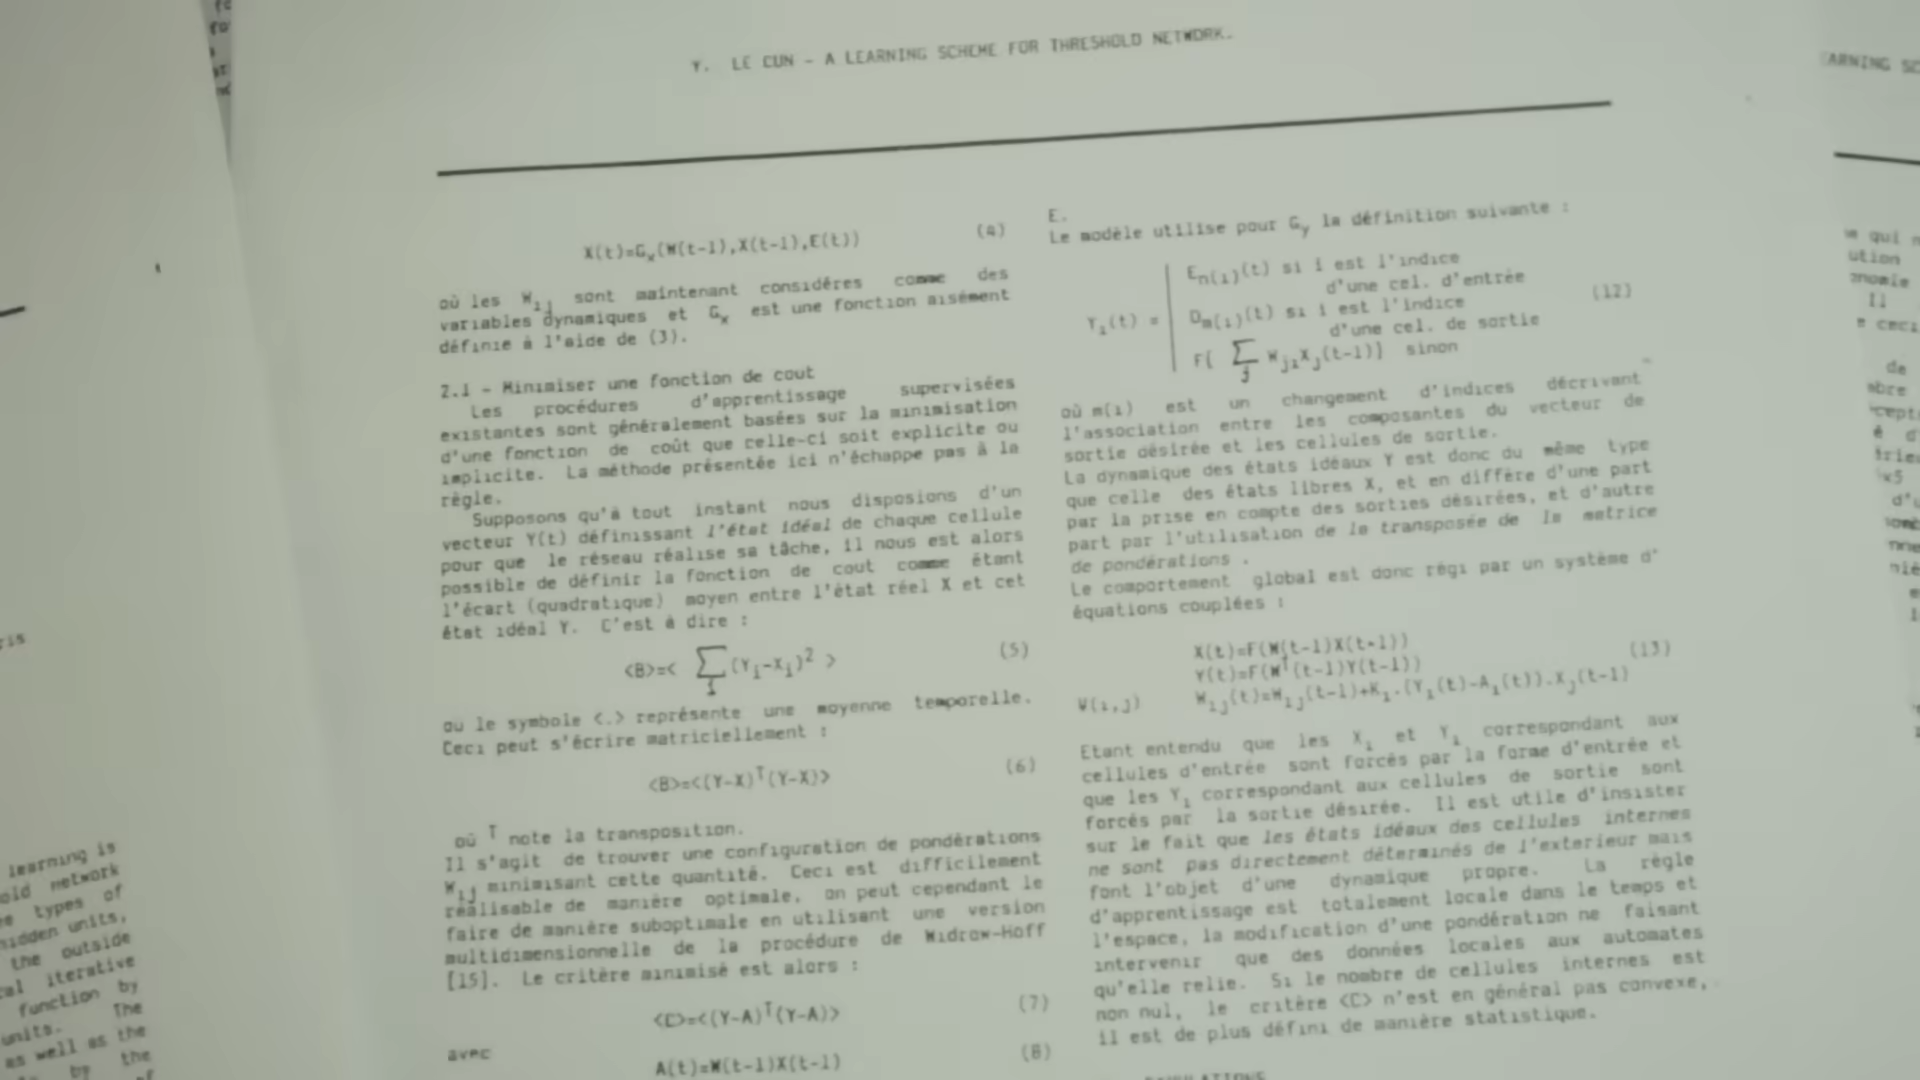 Y. LE CUN - A LEARNING SCHEME FOR THRESHOLD NETWORK.
X(t)=Gx(W(t-1),X(t-1),E(t)) (4)
où les Wij sont maintenant considéres comme des
variables dynamiques et Gx est une fonction aisément
définie à l'aide de (3).
2.1 - Minimiser une fonction de cout
Les procédures d'apprentissage supervisées
existantes sont généralement basées sur la minimisation
d'une fonction de coût que celle-ci soit explicite ou
implicite. La méthode présentée ici n'échappe pas à la
règle.
Supposons qu'à tout instant nous disposions d'un
vecteur Y(t) définissant l'état idéal de chaque cellule
pour que le réseau réalise sa tâche, il nous est alors
possible de définir la fonction de cout comme étant
l'écart (quadratique) moyen entre l'état réel X et cet
état idéal Y. C'est à dire :
<B>=< ∑i (Yi-Xi)² > (5)
ou le symbole <.> représente une moyenne temporelle.
Ceci peut s'écrire matriciellement :
<B>=<(Y-X)ᵀ(Y-X)> (6)
où ᵀ note la transposition.
Il s'agit de trouver une configuration de pondérations
Wij minimisant cette quantité. Ceci est difficilement
réalisable de manière optimale, on peut cependant le
faire de manière suboptimale en utilisant une version
multidimensionnelle de la procédure de Widrow-Hoff
[15]. Le critère minimisé est alors :
<C>=<(Y-A)ᵀ(Y-A)> (7)
avec
A(t)=W(t-1)X(t-1) (8)
E.
Le modèle utilise pour Gy la définition suivante :
En(i)(t) si i est l'indice
d'une cel. d'entrée
Yi(t) = Dm(i)(t) si i est l'indice (12)
d'une cel. de sortie
F[ ∑j WjiXj(t-1)] sinon
où m(i) est un changement d'indices décrivant
l'association entre les composantes du vecteur de
sortie désirée et les cellules de sortie.
La dynamique des états idéaux Y est donc du même type
que celle des états libres X, et en diffère d'une part
par la prise en compte des sorties désirées, et d'autre
part par l'utilisation de la transposée de la matrice
de pondérations .
Le comportement global est donc régi par un système d'
équations couplées :
X(t)=F(W(t-1)X(t-1))
Y(t)=F(Wᵀ(t-1)Y(t-1)) (13)
∀(i,j) Wij(t)=Wij(t-1)+Ki.(Yi(t)-Ai(t)).Xj(t-1)
Etant entendu que les Xi et Yi correspondant aux
cellules d'entrée sont forcés par la forme d'entrée et
que les Yi correspondant aux cellules de sortie sont
forcés par la sortie désirée. Il est utile d'insister
sur le fait que les états idéaux des cellules internes
ne sont pas directement déterminés de l'exterieur mais
font l'objet d'une dynamique propre. La règle
d'apprentissage est totalement locale dans le temps et
l'espace, la modification d'une pondération ne faisant
intervenir que des données locales aux automates
qu'elle relie. Si le nombre de cellules internes est
non nul, le critère <C> n'est en général pas convexe,
il est de plus défini de manière statistique.
learning is
network
types of
hidden units,
the outside
iterative
function by
units. The
as well as the
by the
of
qui
de